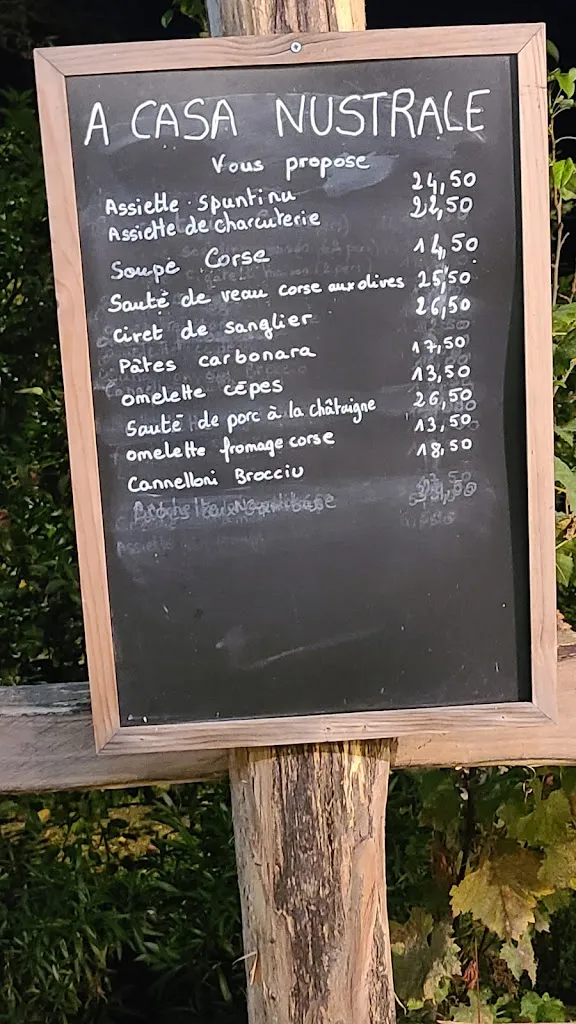 A CASA NUSTRALE
Vous propose
Assiette spuntinu 24,50
Assiette de charcuterie 22,50
Soupe Corse 14,50
Sauté de veau corse aux olives 25,50
Ciret de sanglier 26,50
Pâtes carbonara 17,50
omelette cēpes 13,50
Sauté de porc à la châtaigne 26,50
omelette fromage corse 13,50
Cannelloni Brocciu 18,50